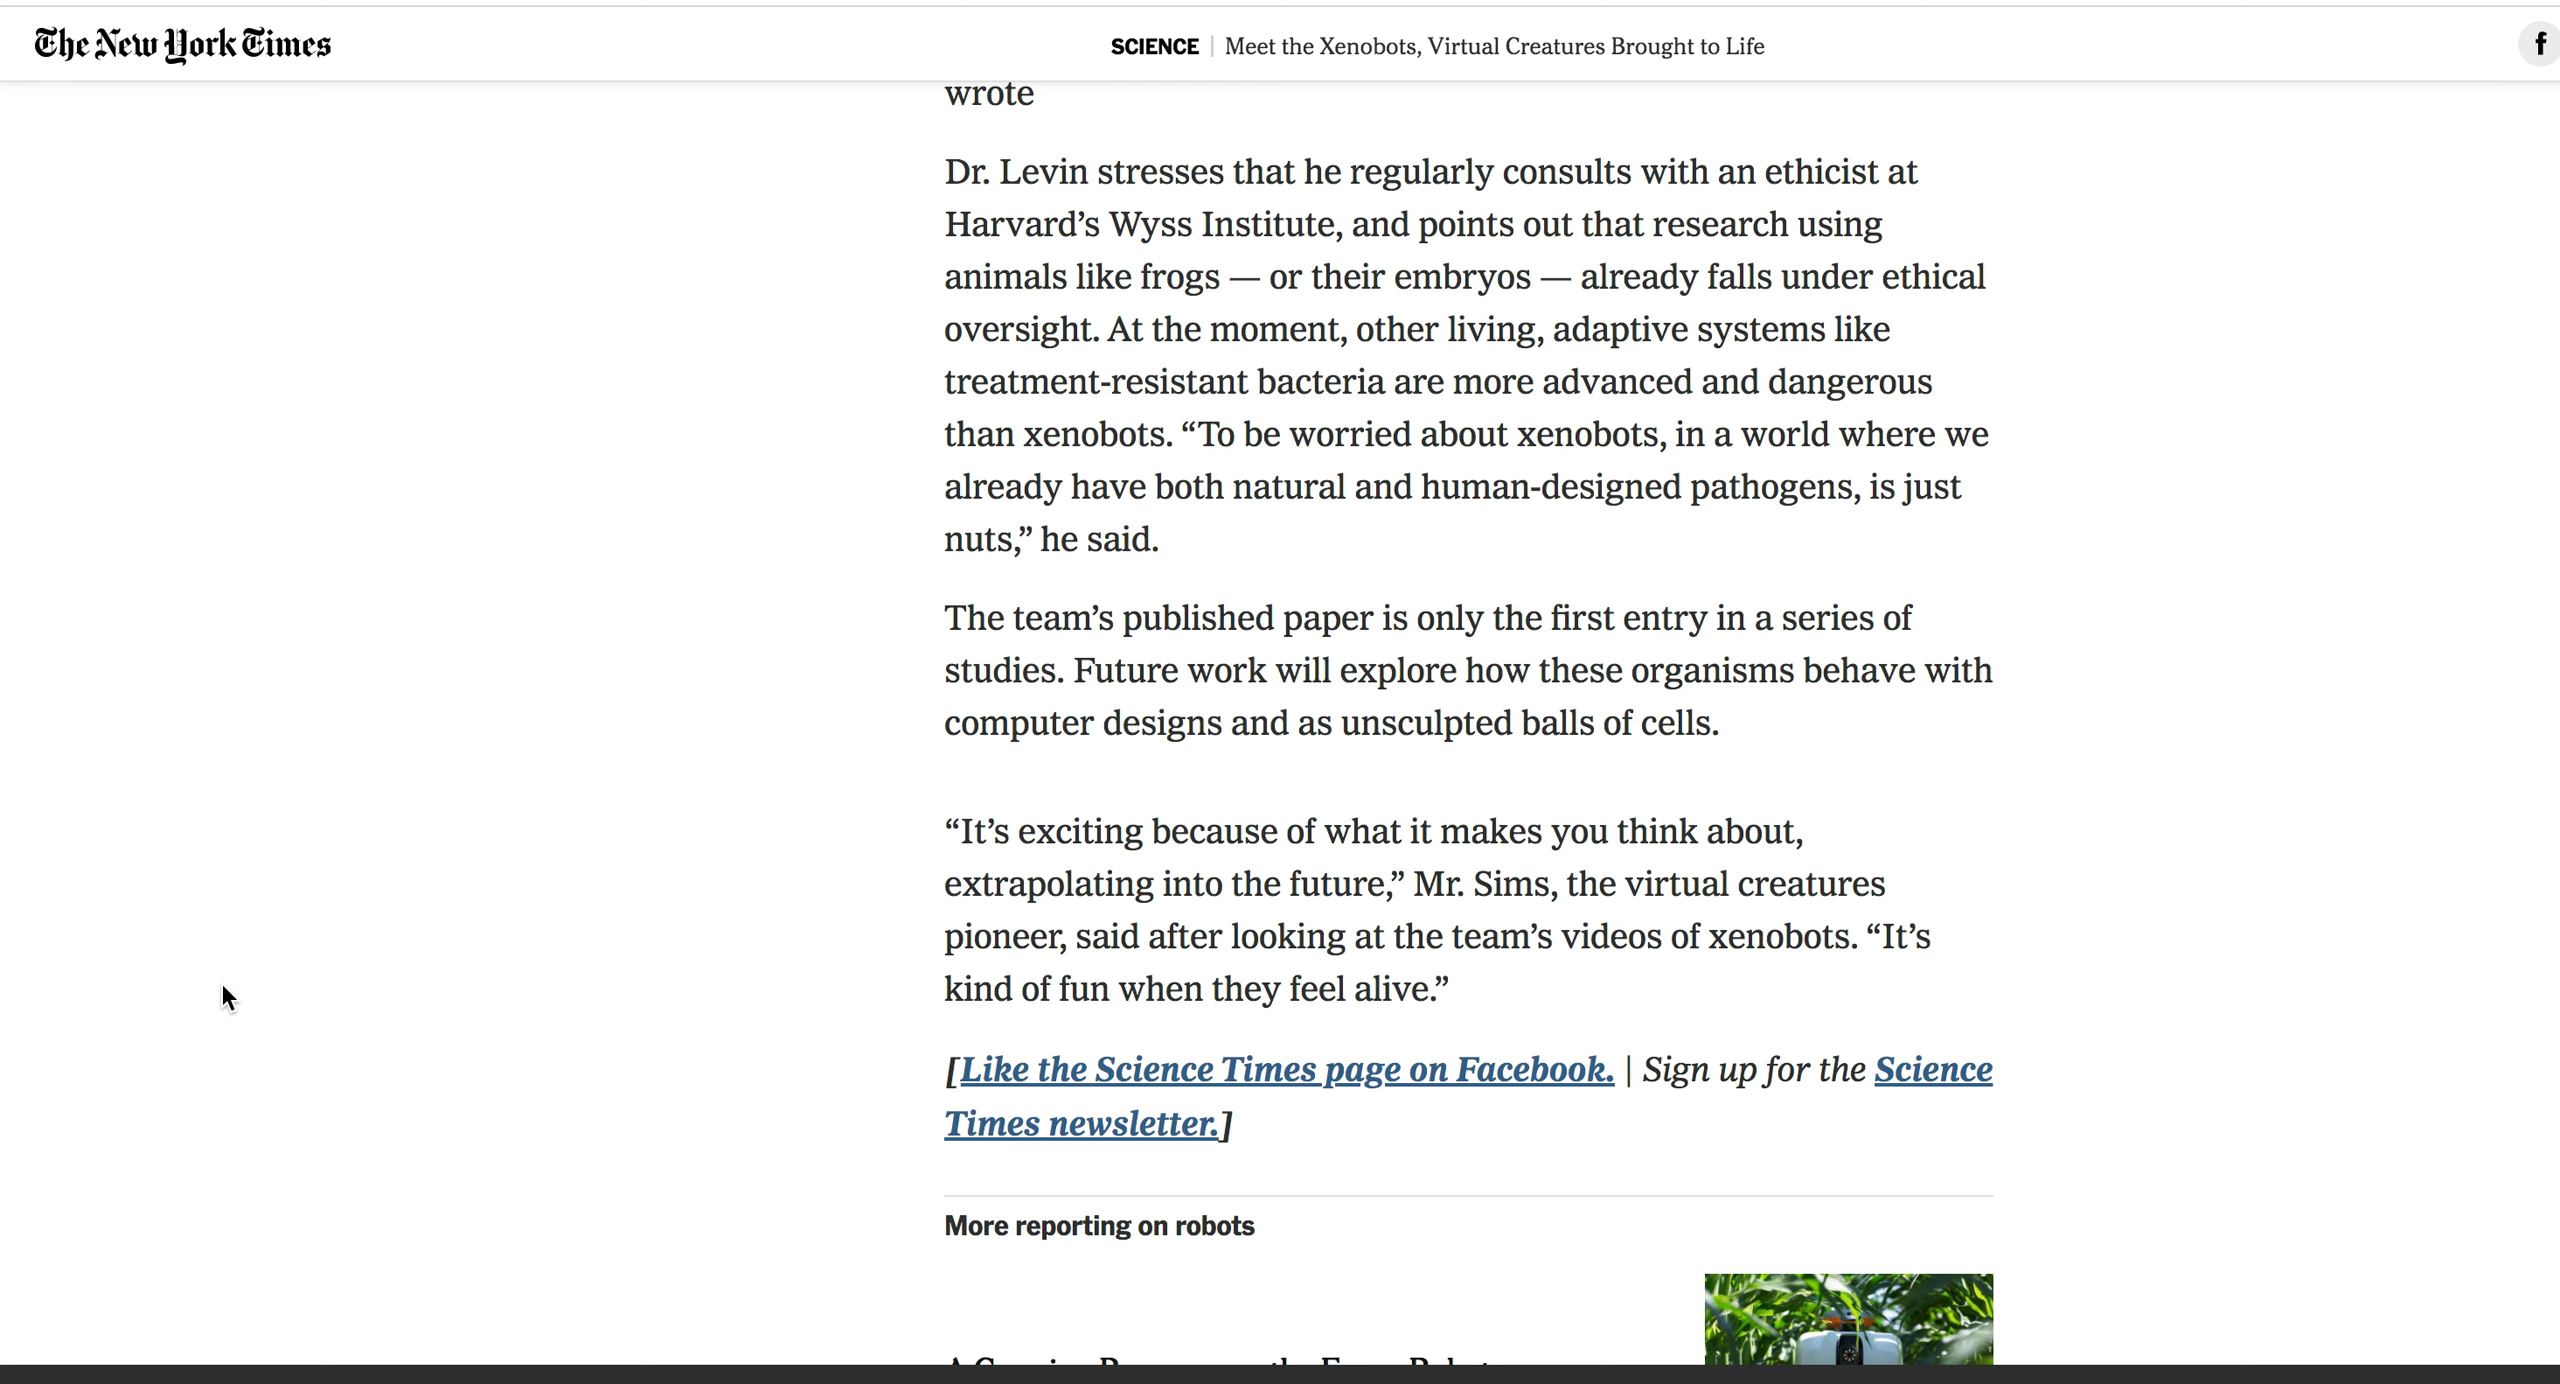 The New York Times
SCIENCE | Meet the Xenobots, Virtual Creatures Brought to Life
f
wrote
Dr. Levin stresses that he regularly consults with an ethicist at
Harvard’s Wyss Institute, and points out that research using
animals like frogs — or their embryos — already falls under ethical
oversight. At the moment, other living, adaptive systems like
treatment-resistant bacteria are more advanced and dangerous
than xenobots. “To be worried about xenobots, in a world where we
already have both natural and human-designed pathogens, is just
nuts,” he said.
The team’s published paper is only the first entry in a series of
studies. Future work will explore how these organisms behave with
computer designs and as unsculpted balls of cells.
“It’s exciting because of what it makes you think about,
extrapolating into the future,” Mr. Sims, the virtual creatures
pioneer, said after looking at the team’s videos of xenobots. “It’s
kind of fun when they feel alive.”
[Like the Science Times page on Facebook. | Sign up for the Science
Times newsletter.]
More reporting on robots